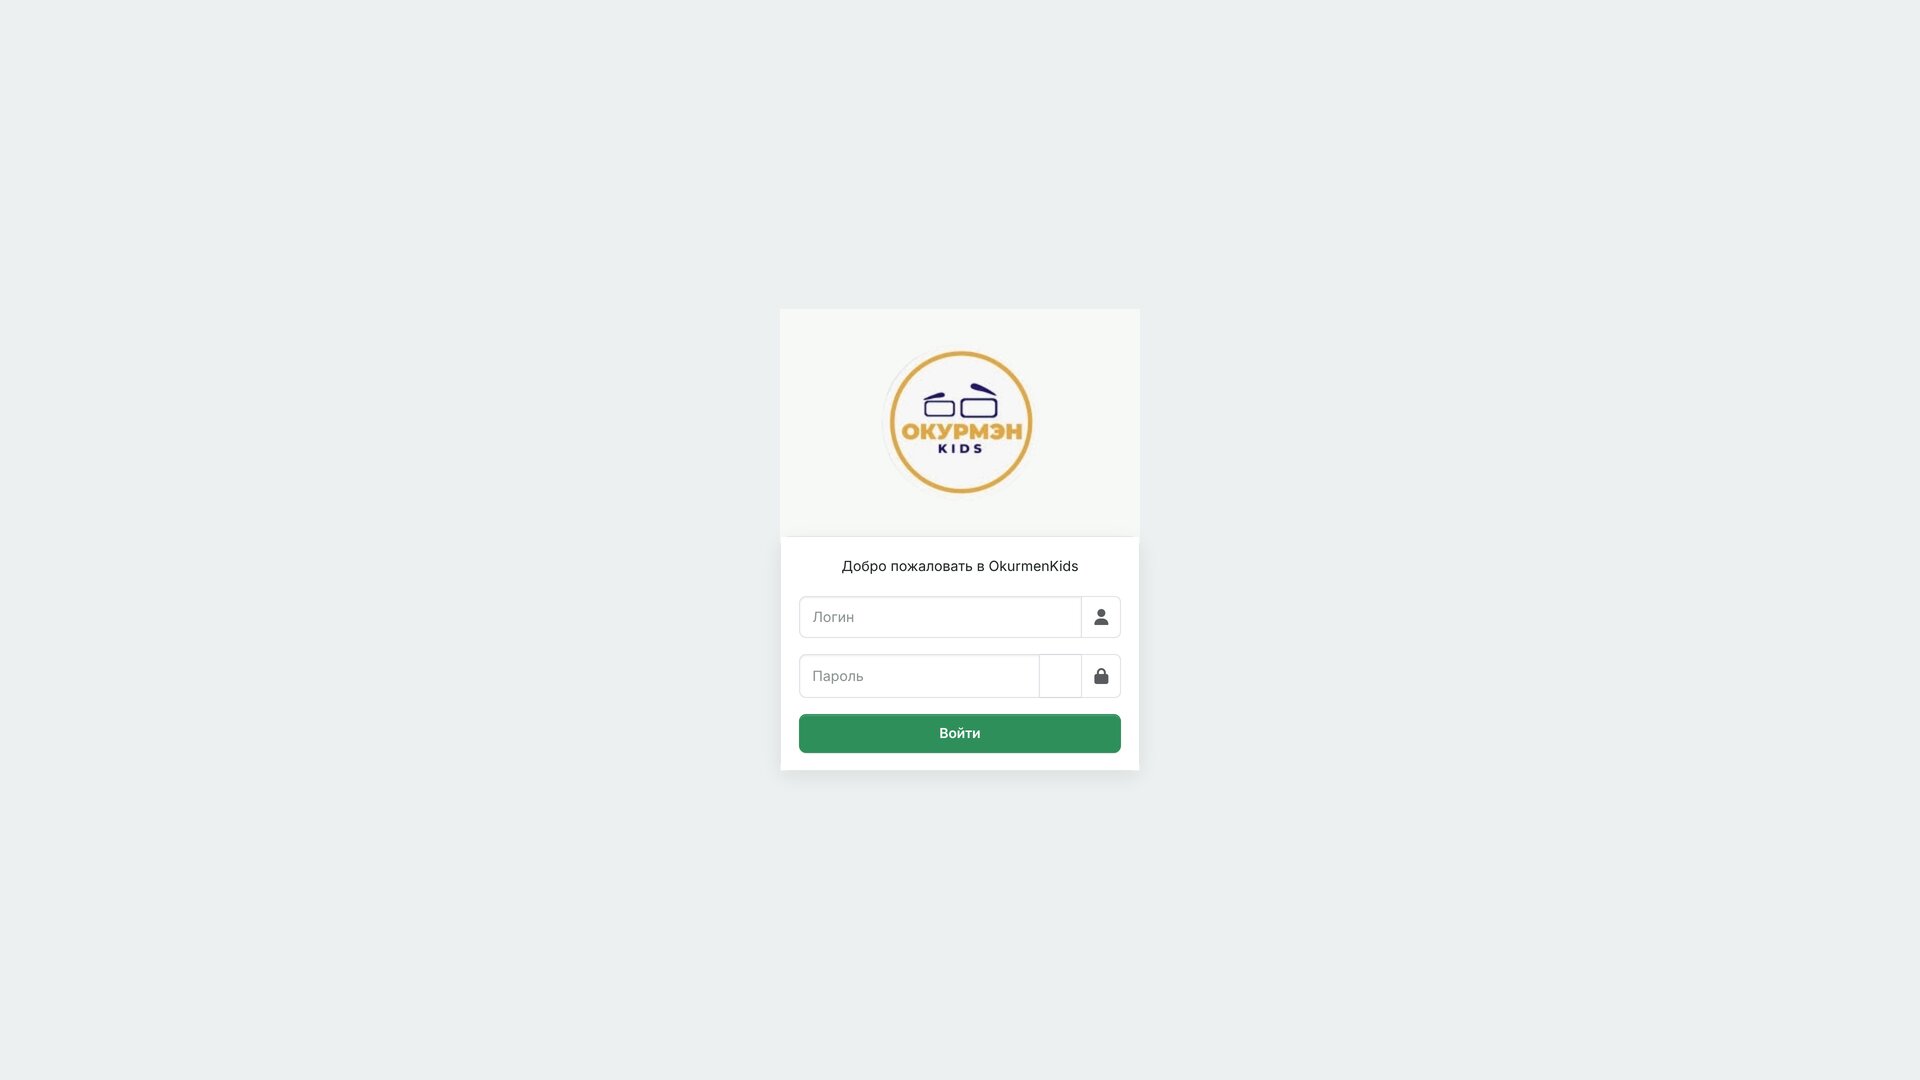 ОКУРМЭН
KIDS
Добро пожаловать в OkurmenKids
Логин
Пароль
Войти